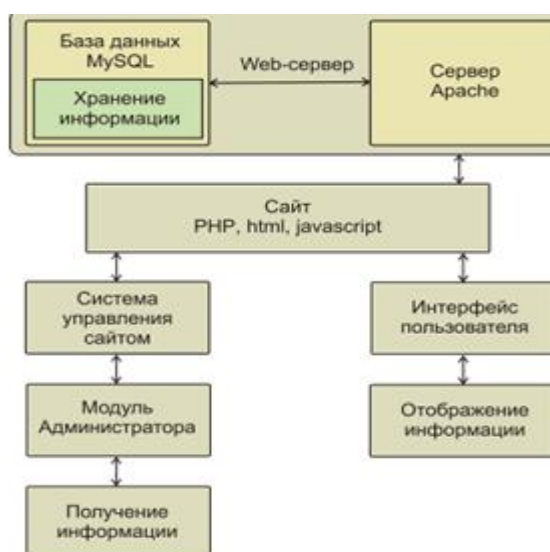 База данных
MySQL
Хранение
информации
Web-сервер
Сервер
Apache
Сайт
PHP, html, javascript
Система
управления
сайтом
Интерфейс
пользователя
Модуль
Администратора
Отображение
информации
Получение
информации